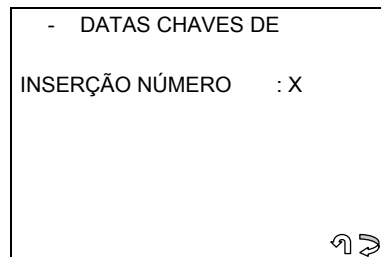 - DATAS CHAVES DE
INSERÇÃO NÚMERO : X